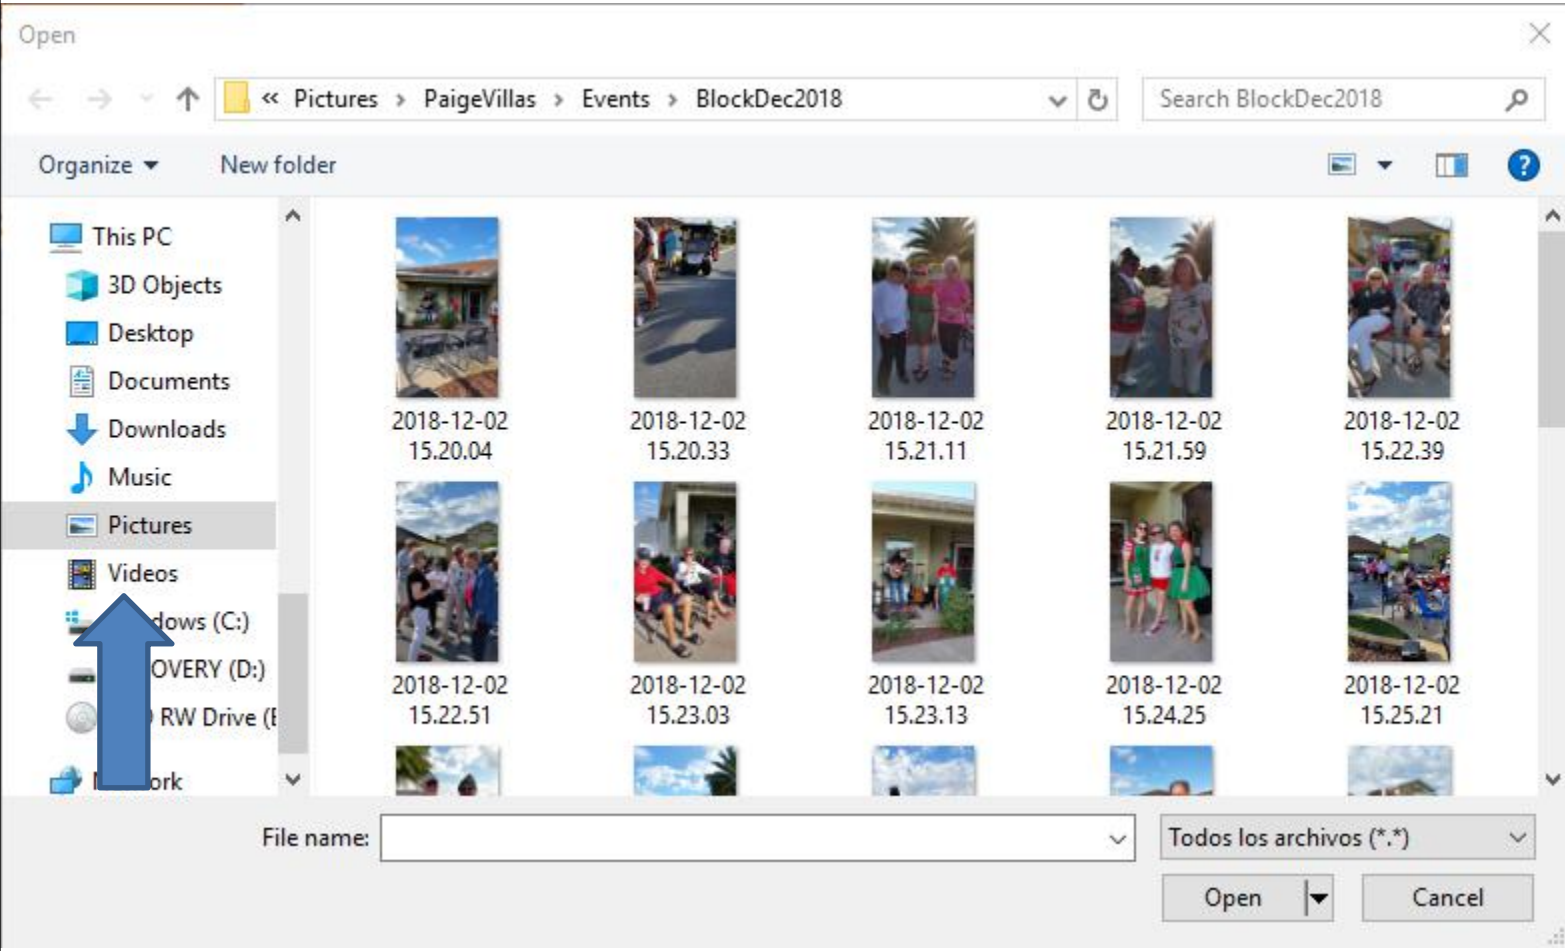 Open
« Pictures > PaigeVillas > Events > BlockDec2018
Search BlockDec2018
Organize
New folder
This PC
3D Objects
Desktop
Documents
Downloads
Music
Pictures
Videos
dows (C:)
OVERY (D:)
RW Drive (E
ork
2018-12-02
15.20.04
2018-12-02
15.20.33
2018-12-02
15.21.11
2018-12-02
15.21.59
2018-12-02
15.22.39
2018-12-02
15.22.51
2018-12-02
15.23.03
2018-12-02
15.23.13
2018-12-02
15.24.25
2018-12-02
15.25.21
File name:
Todos los archivos (*.*)
Open
Cancel